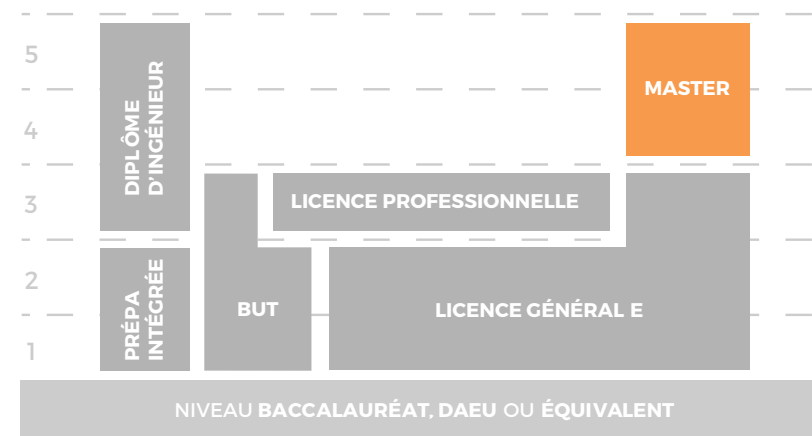 5
MASTER
4
DIPLÔME
D'INGÉNIEUR
3
LICENCE PROFESSIONNELLE
2
PRÉPA
INTÉGRÉE
BUT
LICENCE GÉNÉRAL E
1
NIVEAU BACCALAURÉAT, DAEU OU ÉQUIVALENT